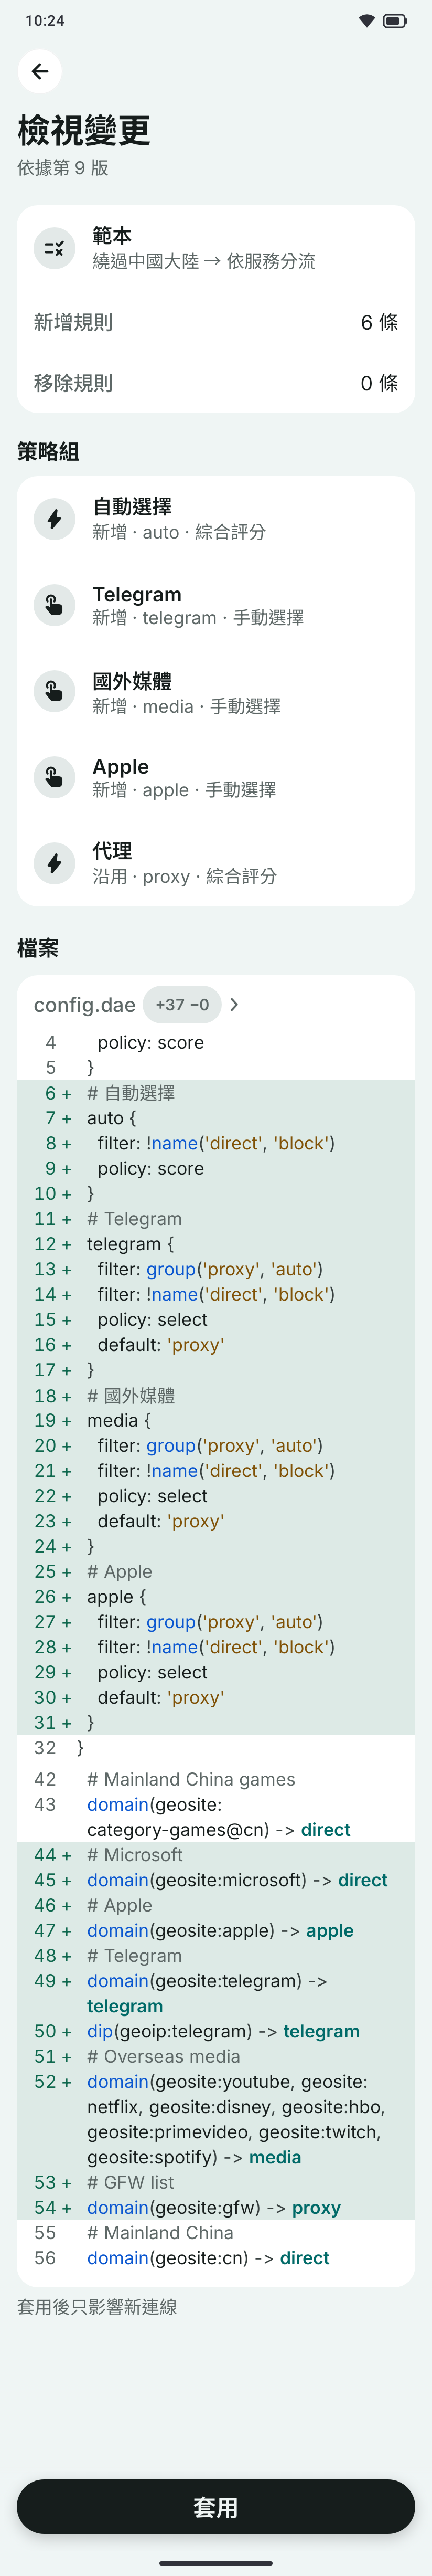 10:24
檢視變更
依據第 9 版
範本
繞過中國大陸 → 依服務分流
新增規則 6 條
移除規則 0 條
策略組
自動選擇
新增 · auto · 綜合評分
Telegram
新增 · telegram · 手動選擇
國外媒體
新增 · media · 手動選擇
Apple
新增 · apple · 手動選擇
代理
沿用 · proxy · 綜合評分
檔案
config.dae +37 −0
4 policy: score
5 }
6 + # 自動選擇
7 + auto {
8 + filter: !name('direct', 'block')
9 + policy: score
10 + }
11 + # Telegram
12 + telegram {
13 + filter: group('proxy', 'auto')
14 + filter: !name('direct', 'block')
15 + policy: select
16 + default: 'proxy'
17 + }
18 + # 國外媒體
19 + media {
20 + filter: group('proxy', 'auto')
21 + filter: !name('direct', 'block')
22 + policy: select
23 + default: 'proxy'
24 + }
25 + # Apple
26 + apple {
27 + filter: group('proxy', 'auto')
28 + filter: !name('direct', 'block')
29 + policy: select
30 + default: 'proxy'
31 + }
32 }
42 # Mainland China games
43 domain(geosite:
category-games@cn) -> direct
44 + # Microsoft
45 + domain(geosite:microsoft) -> direct
46 + # Apple
47 + domain(geosite:apple) -> apple
48 + # Telegram
49 + domain(geosite:telegram) ->
telegram
50 + dip(geoip:telegram) -> telegram
51 + # Overseas media
52 + domain(geosite:youtube, geosite:
netflix, geosite:disney, geosite:hbo,
geosite:primevideo, geosite:twitch,
geosite:spotify) -> media
53 + # GFW list
54 + domain(geosite:gfw) -> proxy
55 # Mainland China
56 domain(geosite:cn) -> direct
套用後只影響新連線
套用